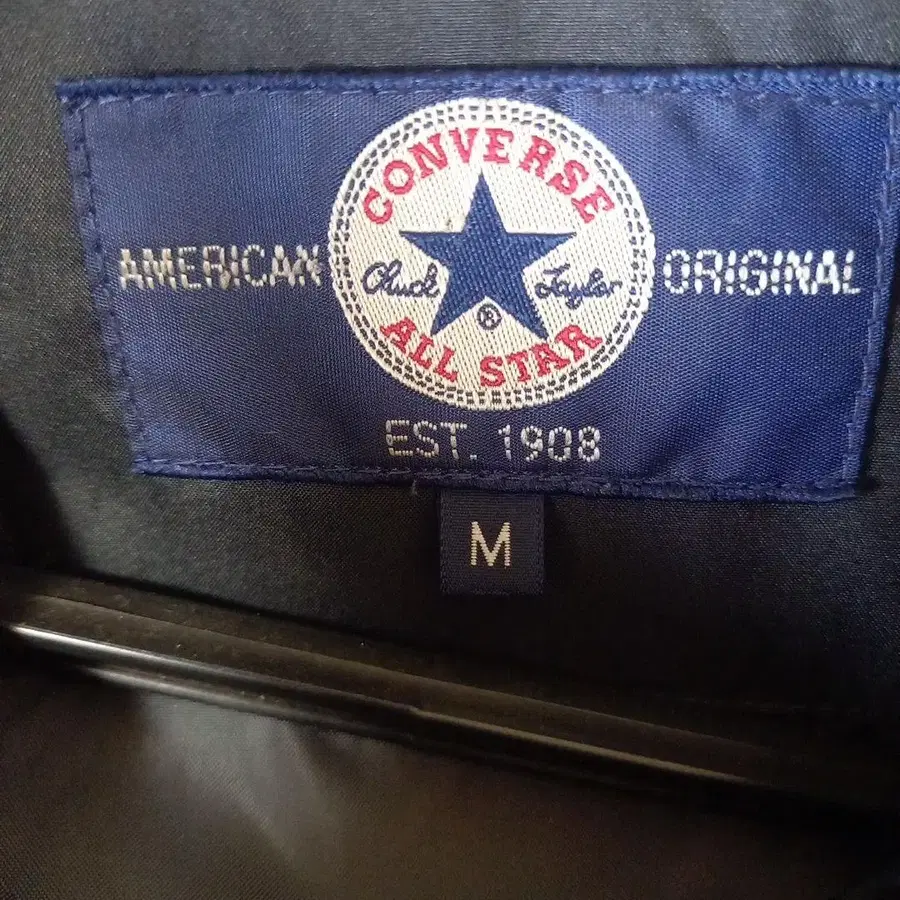 CONVERSE
AMERICAN Chuck Taylor ORIGINAL
®
ALL STAR
EST. 1908
M